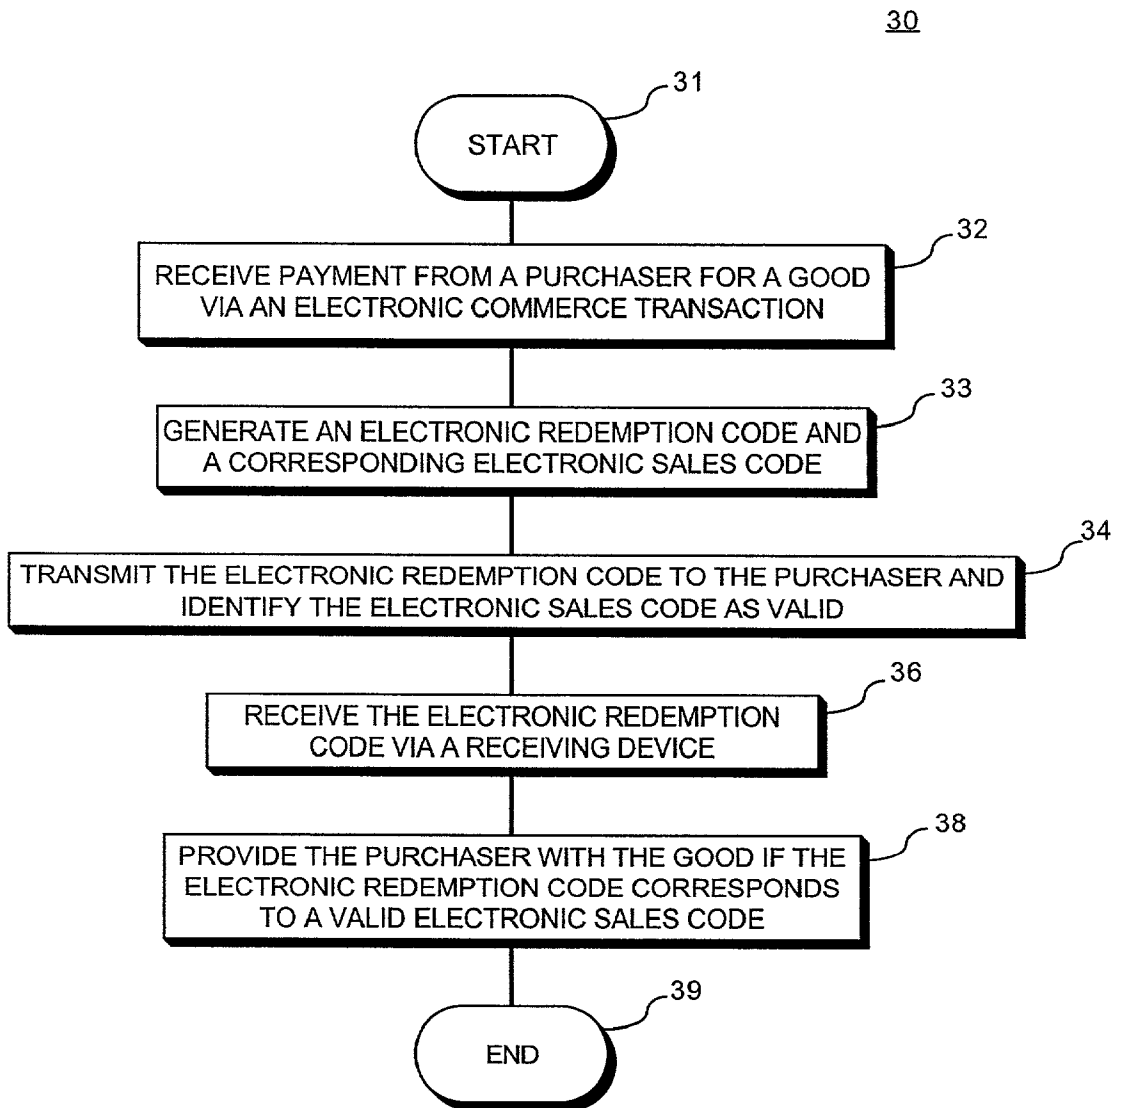 30
31
START
32
RECEIVE PAYMENT FROM A PURCHASER FOR A GOOD
VIA AN ELECTRONIC COMMERCE TRANSACTION
33
GENERATE AN ELECTRONIC REDEMPTION CODE AND
A CORRESPONDING ELECTRONIC SALES CODE
34
TRANSMIT THE ELECTRONIC REDEMPTION CODE TO THE PURCHASER AND
IDENTIFY THE ELECTRONIC SALES CODE AS VALID
36
RECEIVE THE ELECTRONIC REDEMPTION
CODE VIA A RECEIVING DEVICE
38
PROVIDE THE PURCHASER WITH THE GOOD IF THE
ELECTRONIC REDEMPTION CODE CORRESPONDS
TO A VALID ELECTRONIC SALES CODE
39
END